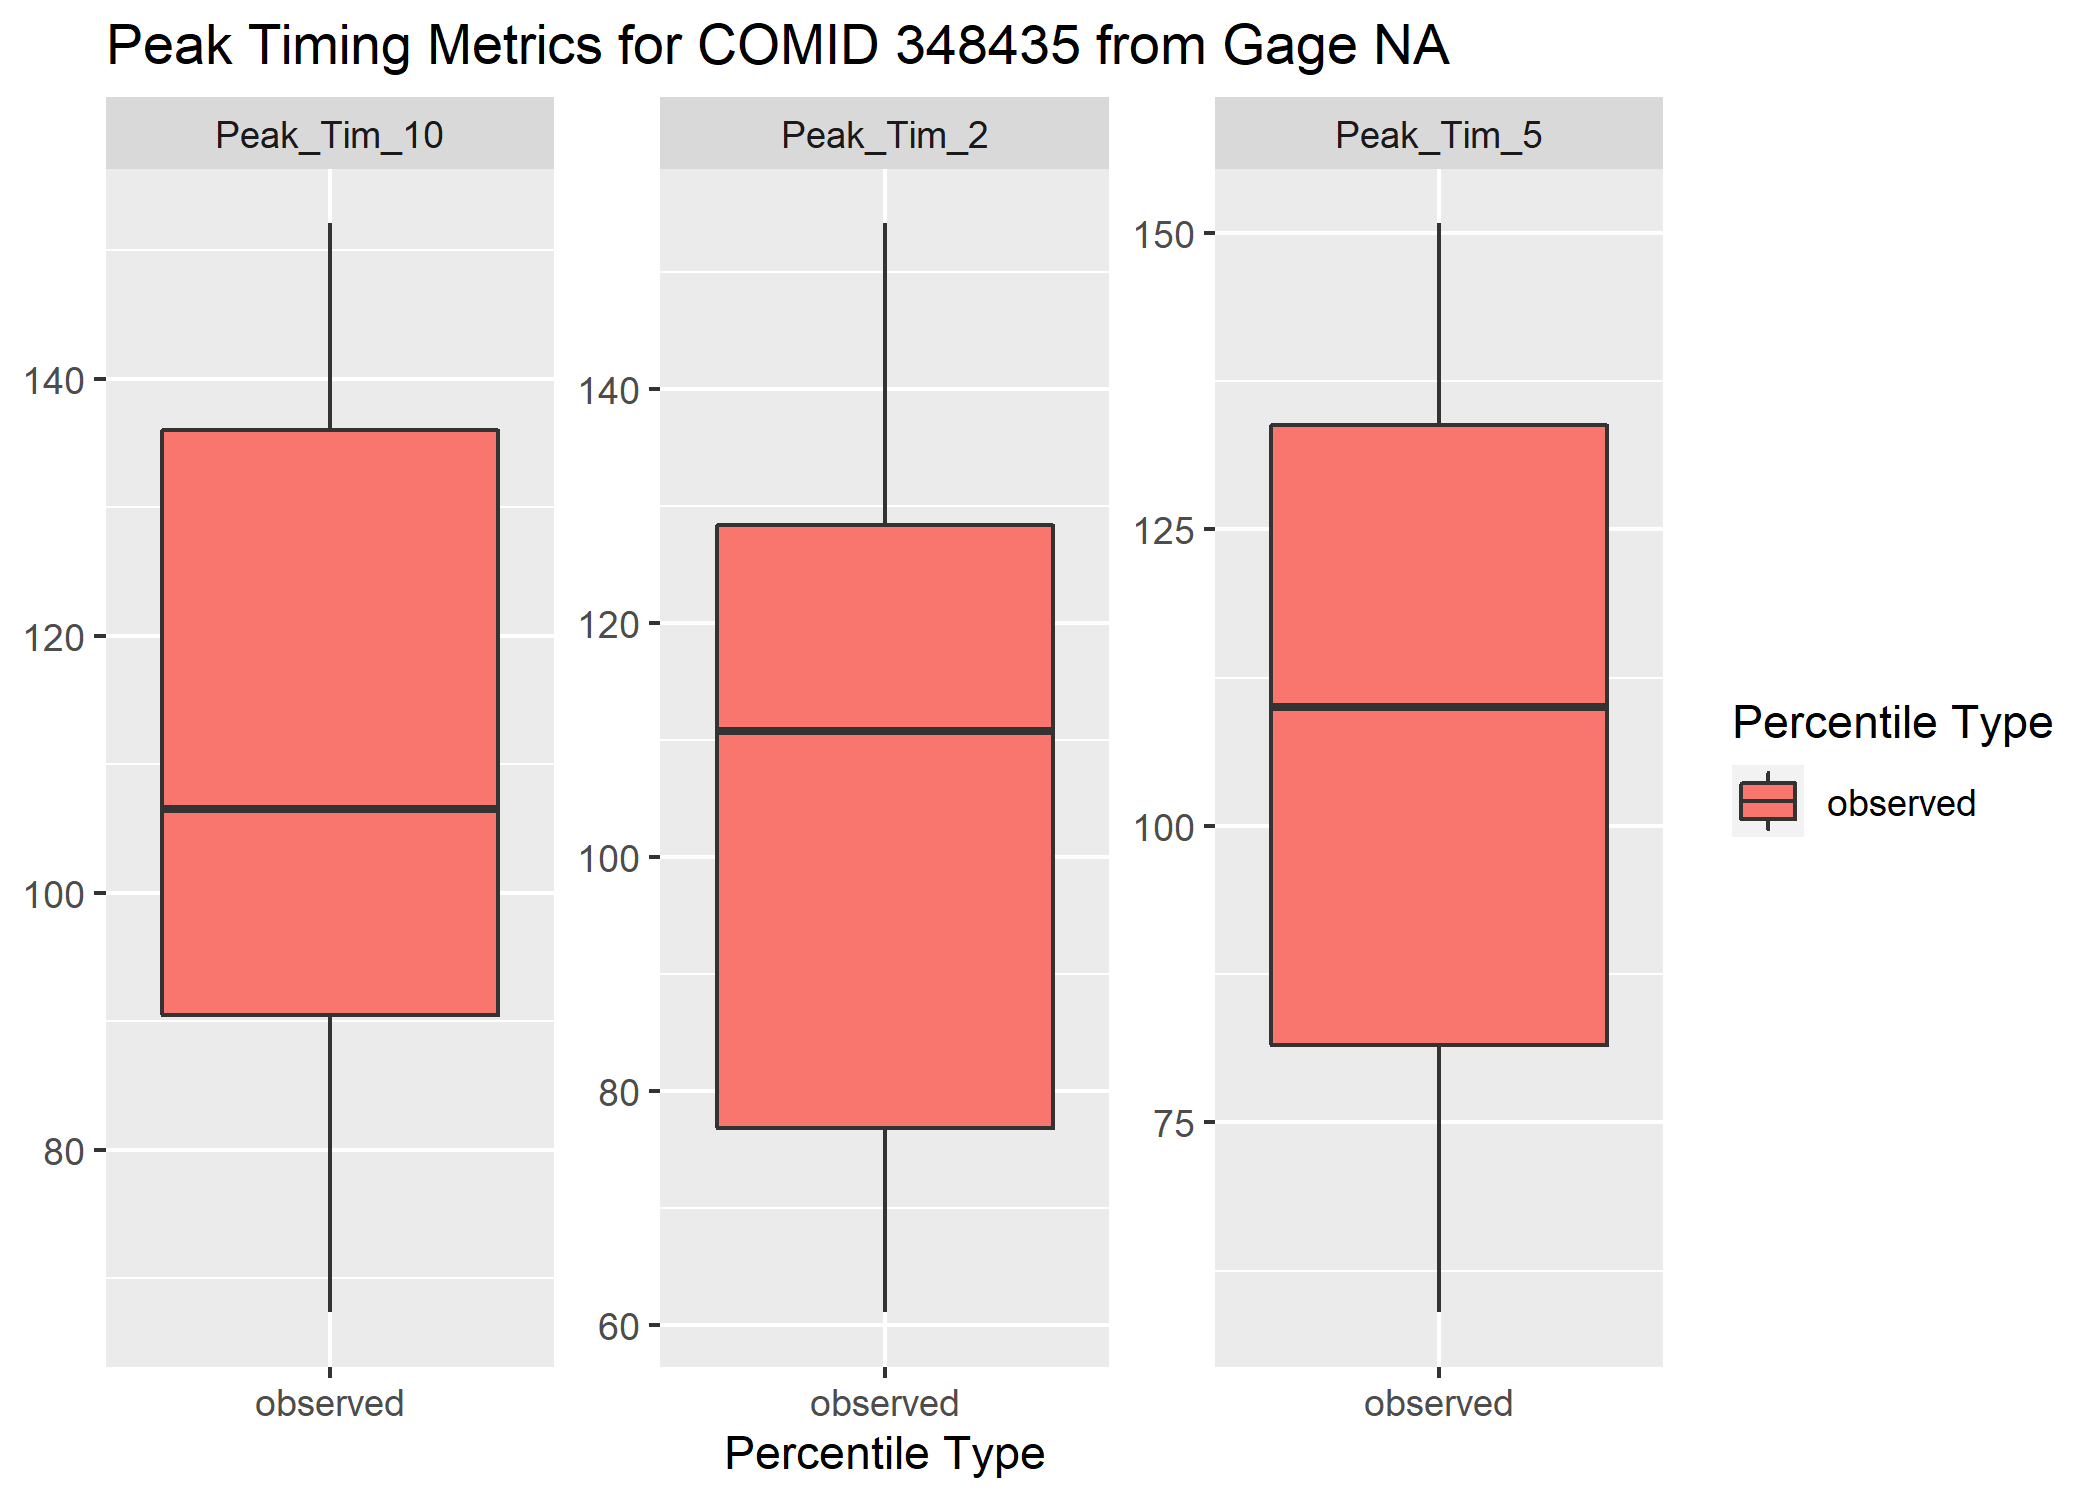 Peak Timing Metrics for COMID 348435 from Gage NA
Peak_Tim_10
Peak_Tim_2
Peak_Tim_5
140
120
100
80
140
120
100
80
60
150
125
100
75
observed
observed
observed
Percentile Type
Percentile Type
observed